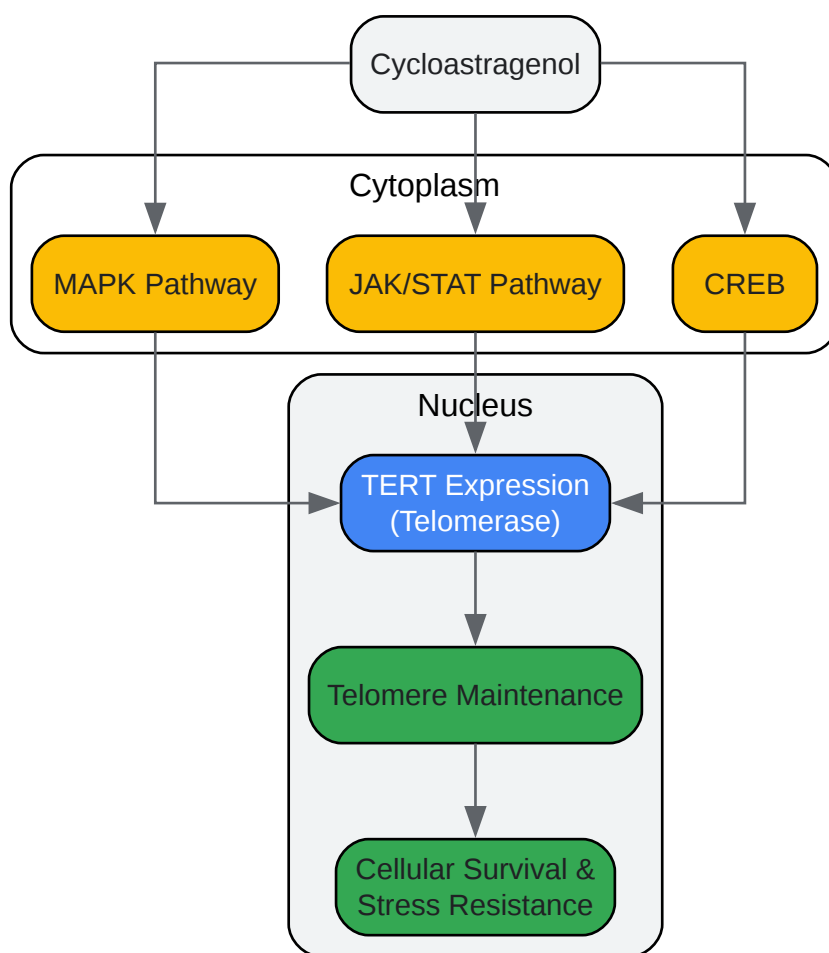 Cycloastragenol
Cytoplasm
MAPK Pathway
JAK/STAT Pathway
CREB
Nucleus
TERT Expression
(Telomerase)
Telomere Maintenance
Cellular Survival &
Stress Resistance